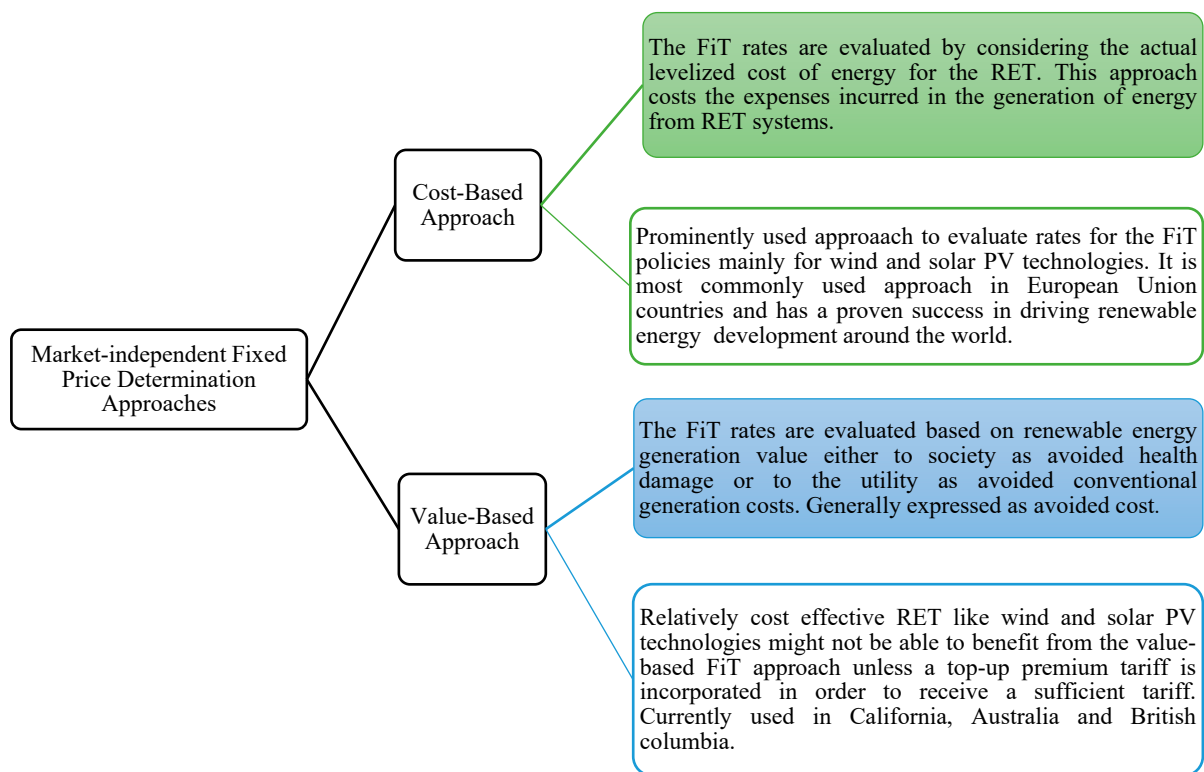 The FiT rates are evaluated by considering the actual
levelized cost of energy for the RET. This approach
costs the expenses incurred in the generation of energy
from RET systems.
Cost-Based
Approach
Prominently used approaach to evaluate rates for the FiT
policies mainly for wind and solar PV technologies. It is
most commonly used approach in European Union
countries and has a proven success in driving renewable
energy development around the world.
Market-independent Fixed
Price Determination
Approaches
The FiT rates are evaluated based on renewable energy
generation value either to society as avoided health
damage or to the utility as avoided conventional
generation costs. Generally expressed as avoided cost.
Value-Based
Approach
Relatively cost effective RET like wind and solar PV
technologies might not be able to benefit from the value-
based FiT approach unless a top-up premium tariff is
incorporated in order to receive a sufficient tariff.
Currently used in California, Australia and British
columbia.